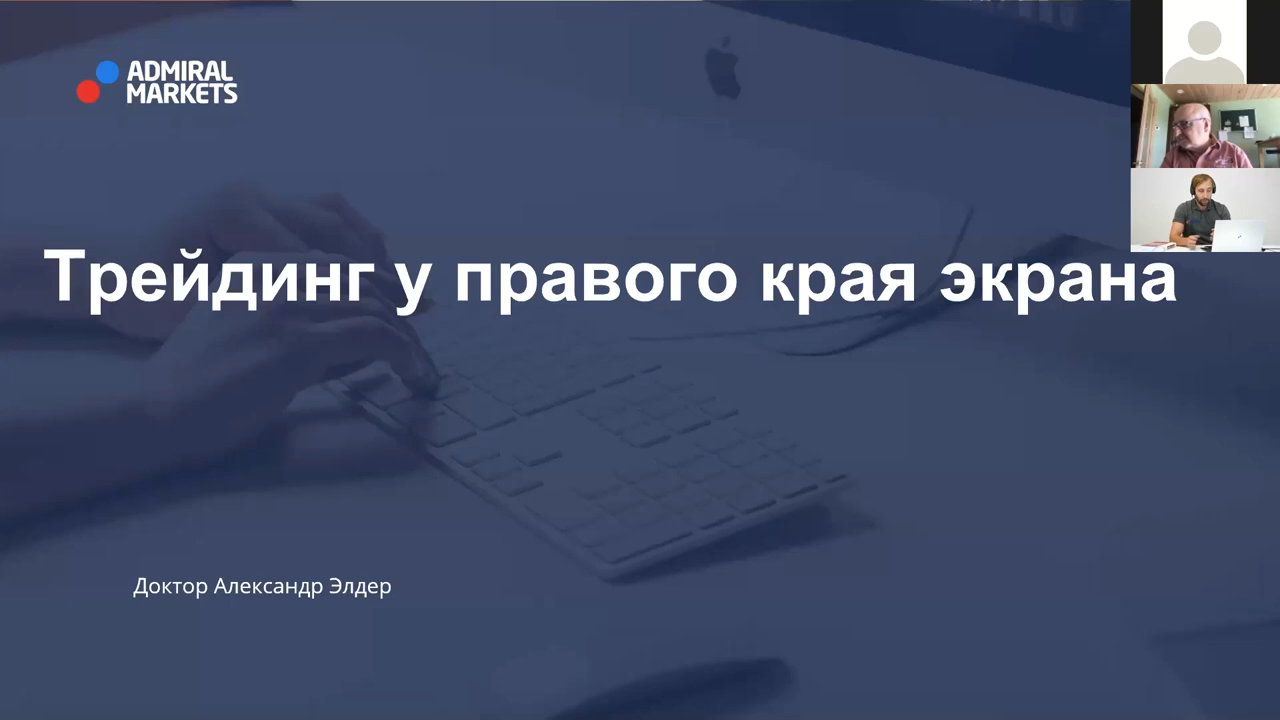 ADMIRAL
MARKETS
Трейдинг у правого края экрана
Доктор Александр Элдер